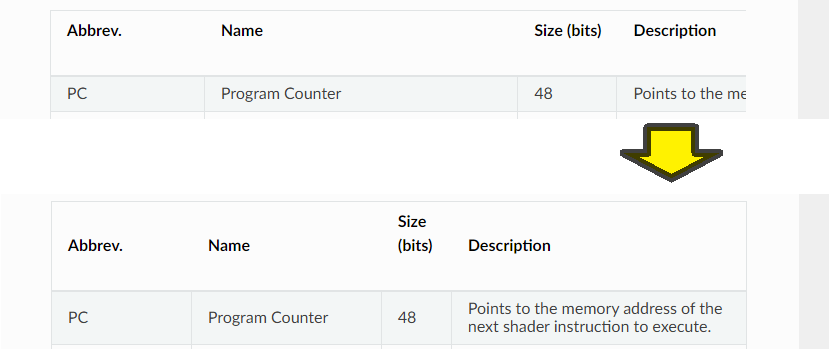 Abbrev. Name Size (bits) Description
PC Program Counter 48 Points to the me
Size
Abbrev. Name (bits) Description
Points to the memory address of the
PC Program Counter 48
next shader instruction to execute.